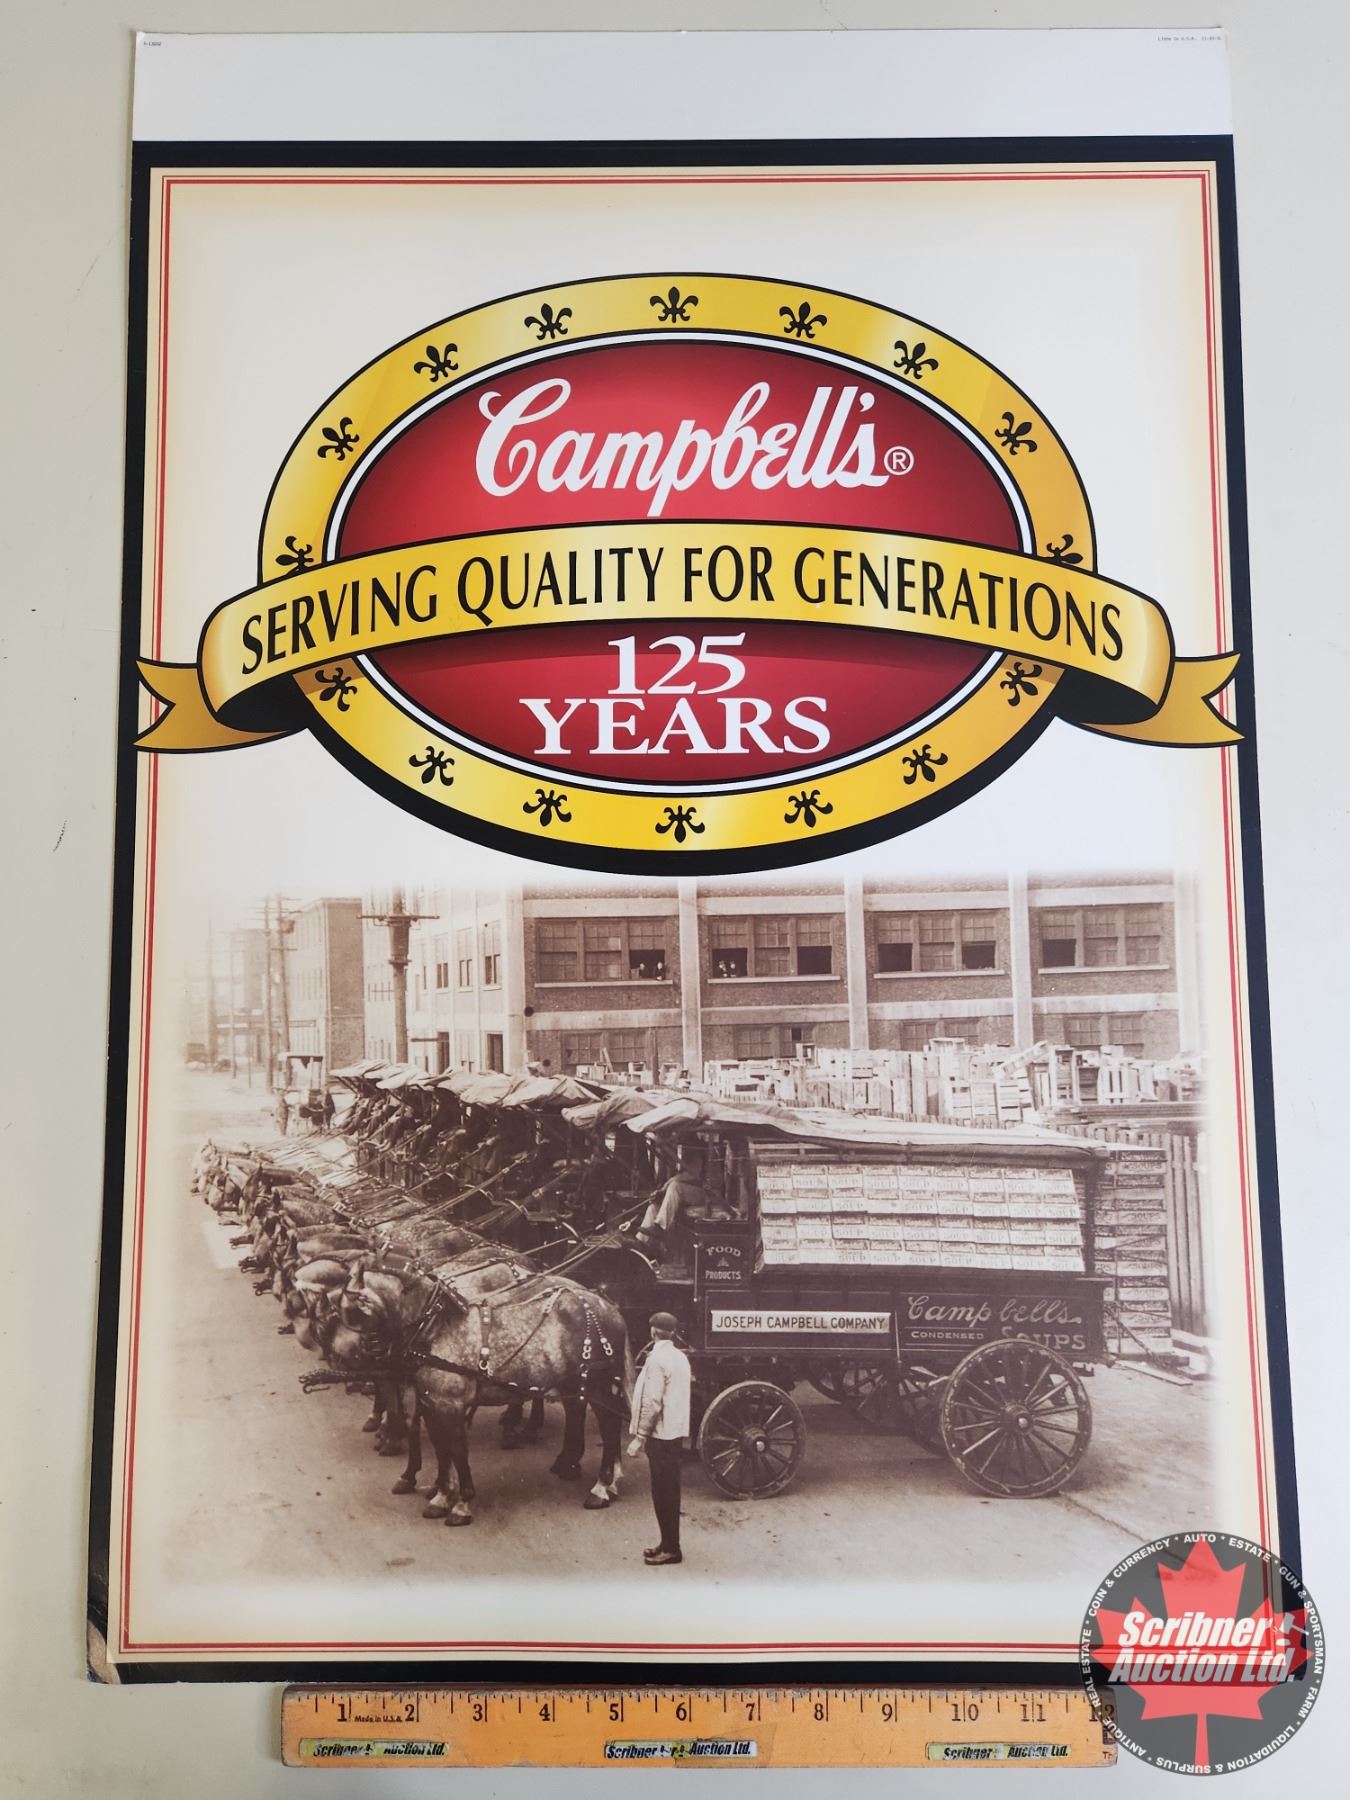 Campbell's®
SERVING QUALITY FOR GENERATIONS
125
YEARS
FOOD
&
PRODUCTS
JOSEPH CAMPBELL COMPANY
Campbell's
CONDENSED SOUPS
1 2 3 4 5 6 7 8 9 10 11 12
Made in U.S.A.
Scribner Auction Ltd.
Scribner Auction Ltd.
Scribner Auction Ltd.
Scribner
Auction Ltd.
ANTIQUE * REAL ESTATE * COIN & CURRENCY * AUTO * ESTATE * GUN & SPORTSMAN * FARM * LIQUIDATION & SURPLUS *